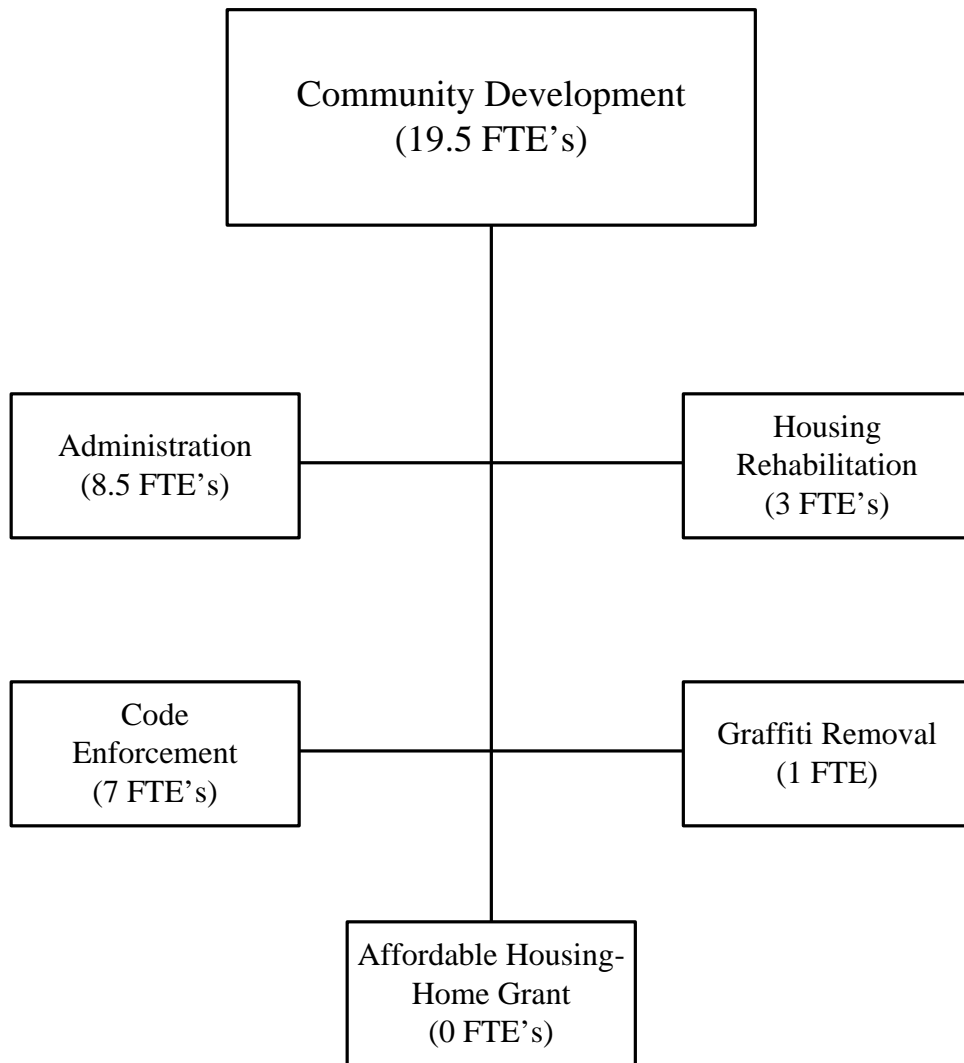 Community Development
(19.5 FTE’s)
Administration
(8.5 FTE’s)
Housing
Rehabilitation
(3 FTE’s)
Code
Enforcement
(7 FTE’s)
Graffiti Removal
(1 FTE)
Affordable Housing-
Home Grant
(0 FTE’s)